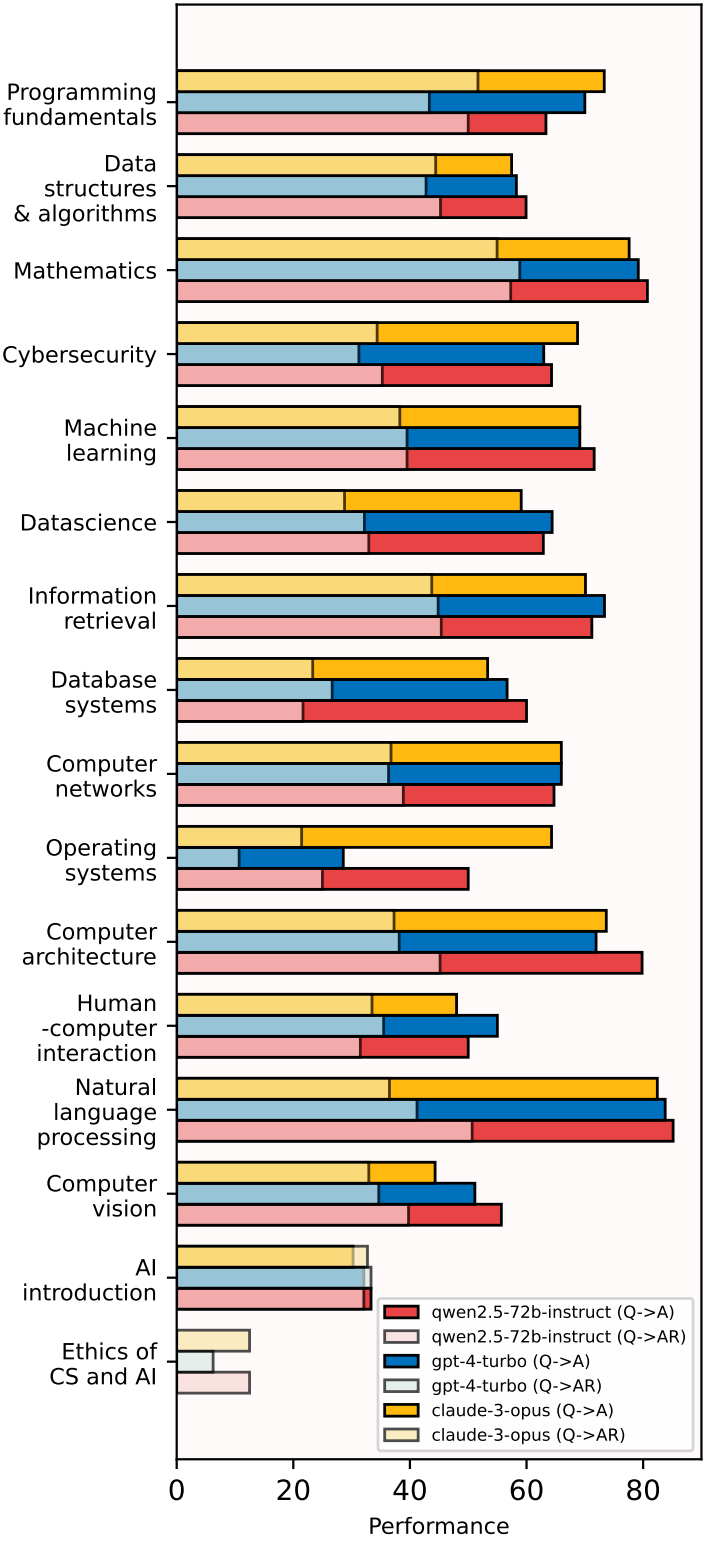 Programming
fundamentals
Data
structures
& algorithms
Mathematics
Cybersecurity
Machine
learning
Datascience
Information
retrieval
Database
systems
Computer
networks
Operating
systems
Computer
architecture
Human
-computer
interaction
Natural
language
processing
Computer
vision
AI
introduction
Ethics of
CS and AI
qwen2.5-72b-instruct (Q->A)
qwen2.5-72b-instruct (Q->AR)
gpt-4-turbo (Q->A)
gpt-4-turbo (Q->AR)
claude-3-opus (Q->A)
claude-3-opus (Q->AR)
0 20 40 60 80
Performance